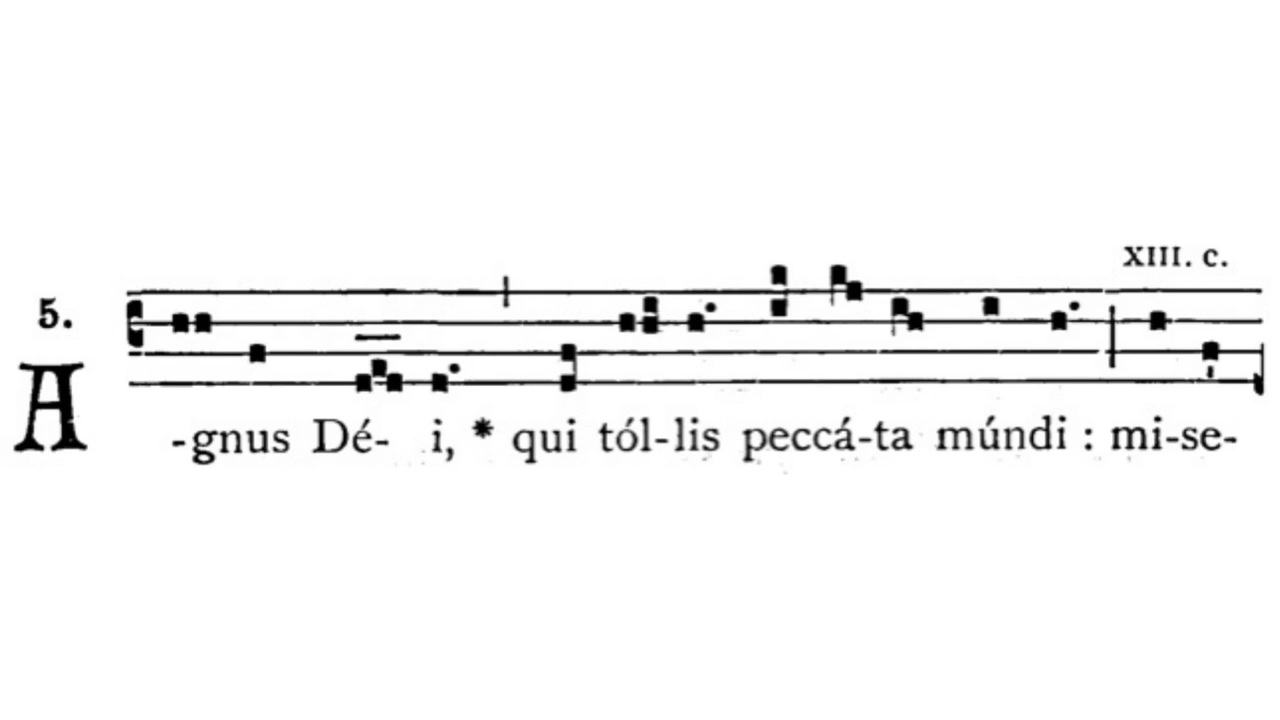 XIII. c.
5.
A-gnus Dé- i, * qui tól-lis peccá-ta múndi : mi-se-